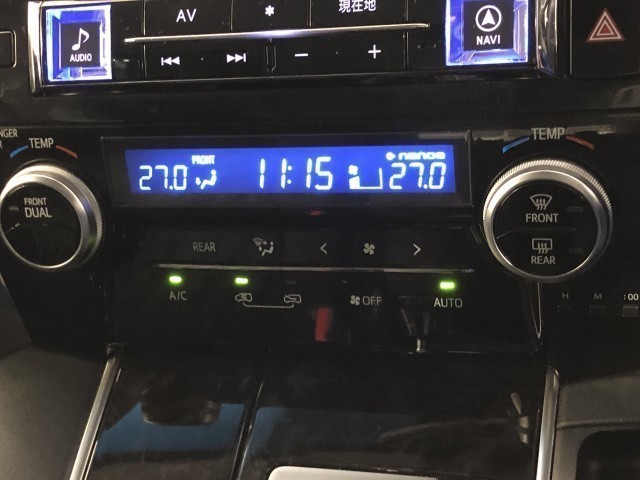 AV
*
現在地
AUDIO
NAVI
TEMP
TEMP
27.0 FRONT 11:15 nanoe 27.0
FRONT
DUAL
FRONT
REAR
REAR
A/C
OFF
AUTO
H M :00